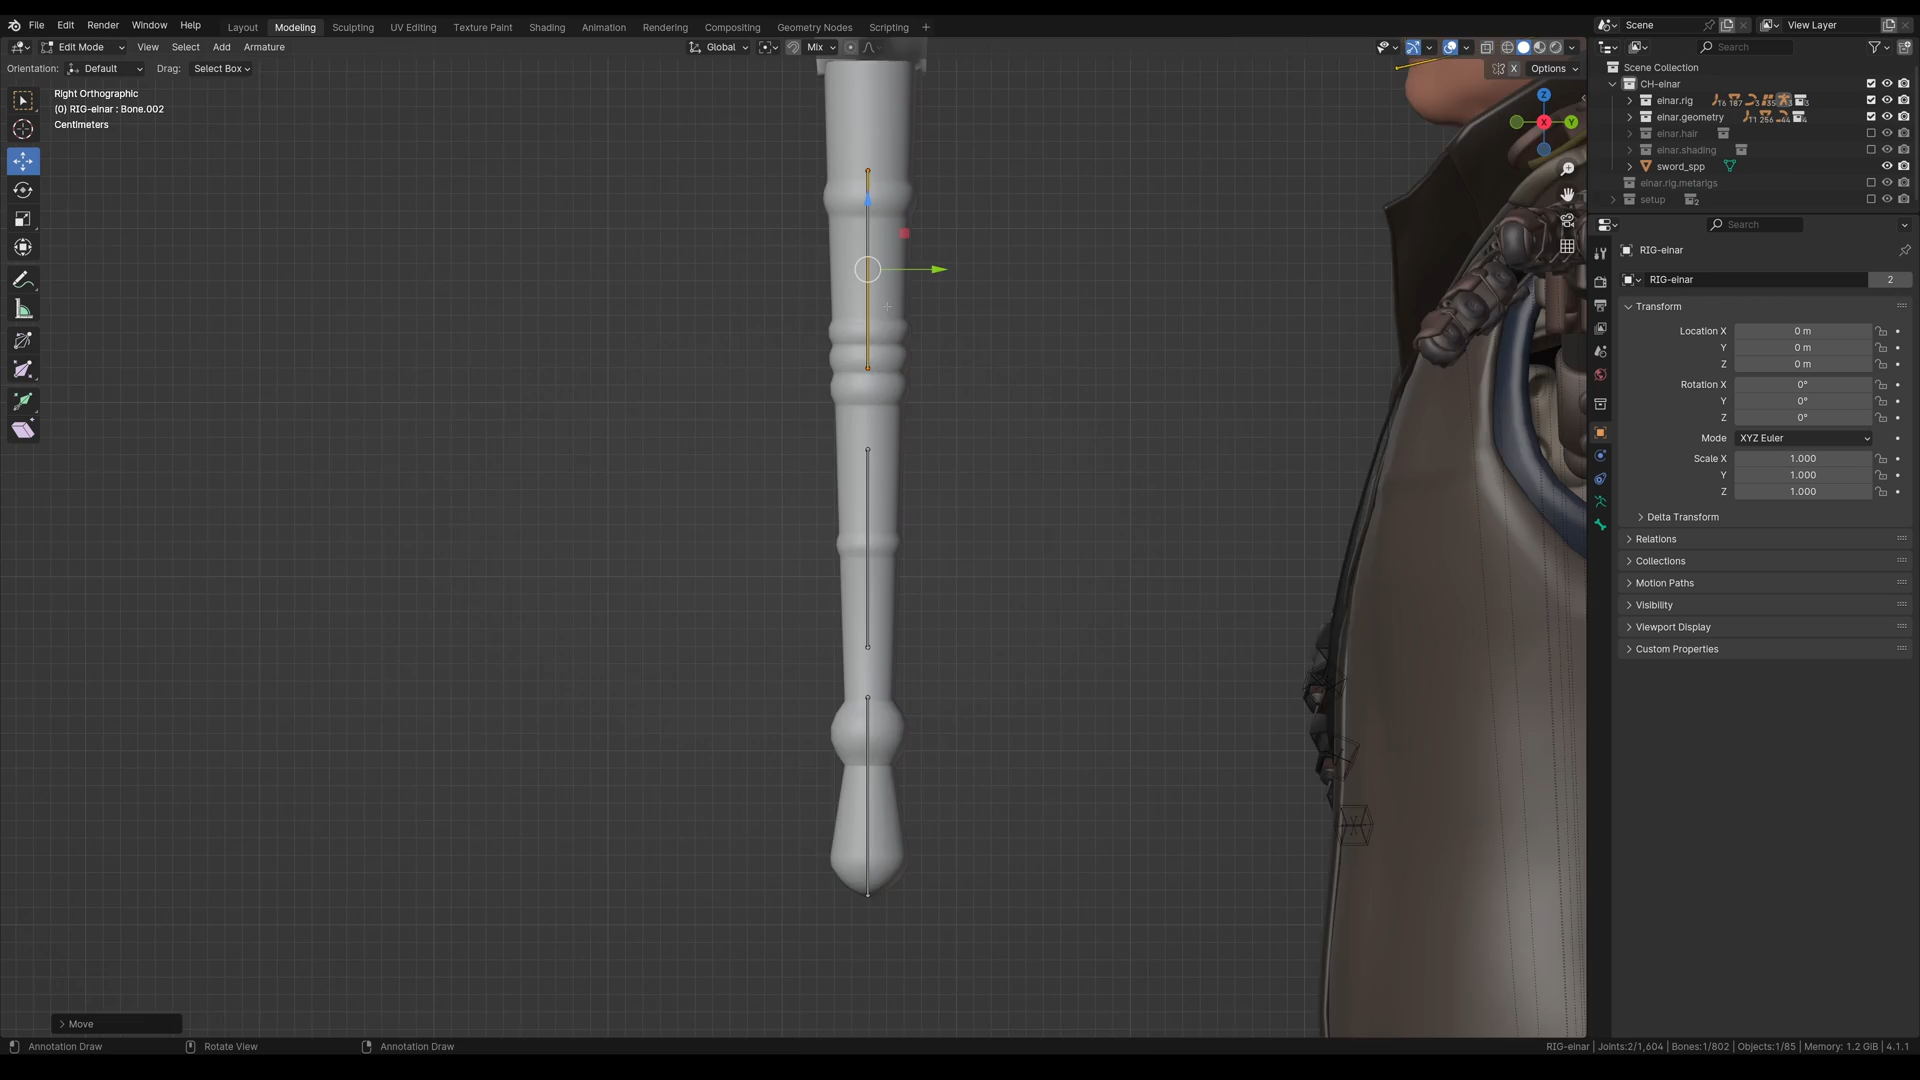 File Edit Render Window Help
Layout Modeling Sculpting UV Editing Texture Paint Shading Animation Rendering Compositing Geometry Nodes Scripting +
Scene
View Layer
Edit Mode View Select Add Armature
Global
Mix
Search
Orientation: Default Drag: Select Box
X Options
Right Orthographic
(0) RIG-einar : Bone.002
Centimeters
Z
X
Y
Scene Collection
CH-einar
einar.rig
einar.geometry
einar.hair
einar.shading
sword_spp
einar.rig.metarigs
setup 2
Search
RIG-einar
RIG-einar 2
Transform
Location X 0 m
Y 0 m
Z 0 m
Rotation X 0°
Y 0°
Z 0°
Mode XYZ Euler
Scale X 1.000
Y 1.000
Z 1.000
Delta Transform
Relations
Collections
Motion Paths
Visibility
Viewport Display
Custom Properties
Move
Annotation Draw Rotate View Annotation Draw
RIG-einar | Joints:2/1,604 | Bones:1/802 | Objects:1/85 | Memory: 1.2 GiB | 4.1.1